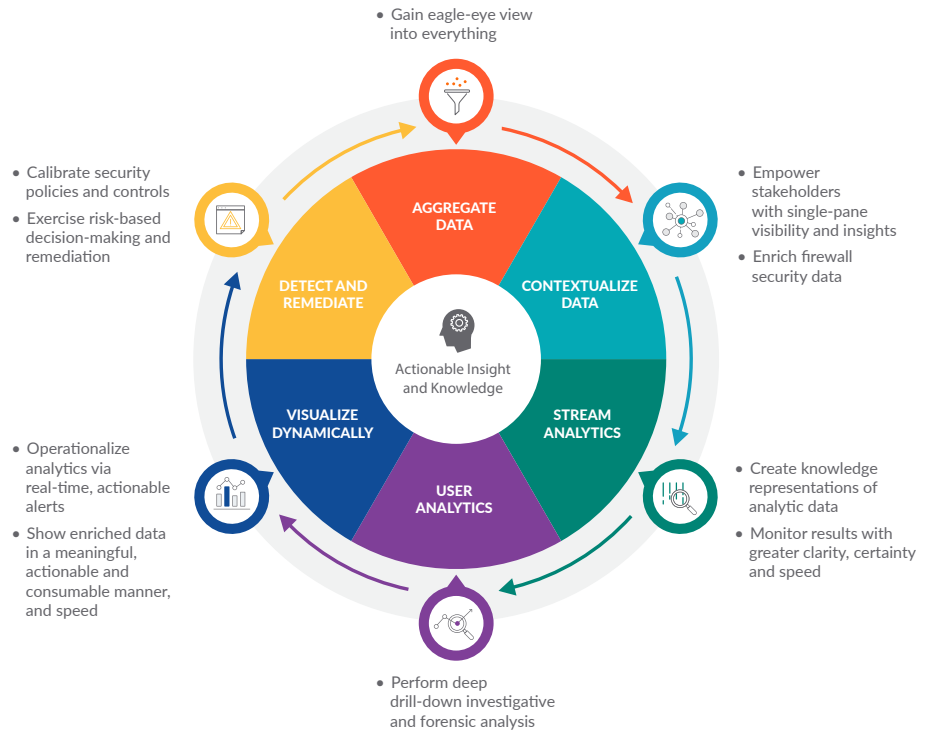 • Gain eagle-eye view
into everything
• Calibrate security
policies and controls
• Exercise risk-based
decision-making and
remediation
• Empower
stakeholders
with single-pane
visibility and insights
• Enrich firewall
security data
AGGREGATE
DATA
DETECT AND
REMEDIATE
CONTEXTUALIZE
DATA
Actionable Insight
and Knowledge
VISUALIZE
DYNAMICALLY
STREAM
ANALYTICS
USER
ANALYTICS
• Operationalize
analytics via
real-time, actionable
alerts
• Show enriched data
in a meaningful,
actionable and
consumable manner,
and speed
• Create knowledge
representations of
analytic data
• Monitor results with
greater clarity, certainty
and speed
• Perform deep
drill-down investigative
and forensic analysis